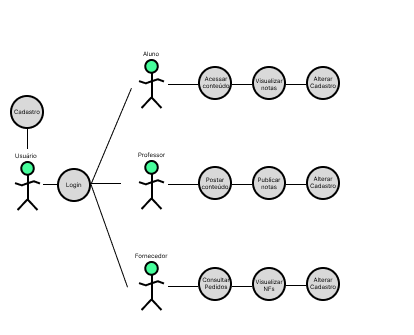 Aluno
Acessar
conteúdo
Visualizar
notas
Alterar
Cadastro
Cadastro
Usuário
Login
Professor
Postar
conteúdo
Publicar
notas
Alterar
Cadastro
Fornecedor
Consultar
Pedidos
Visualizar
NFs
Alterar
Cadastro